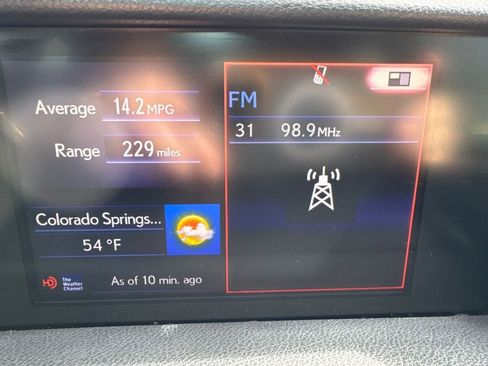 Average 14.2 MPG
Range 229 miles
Colorado Springs...
54 °F
HD The Weather Channel As of 10 min. ago
FM
31 98.9 MHz